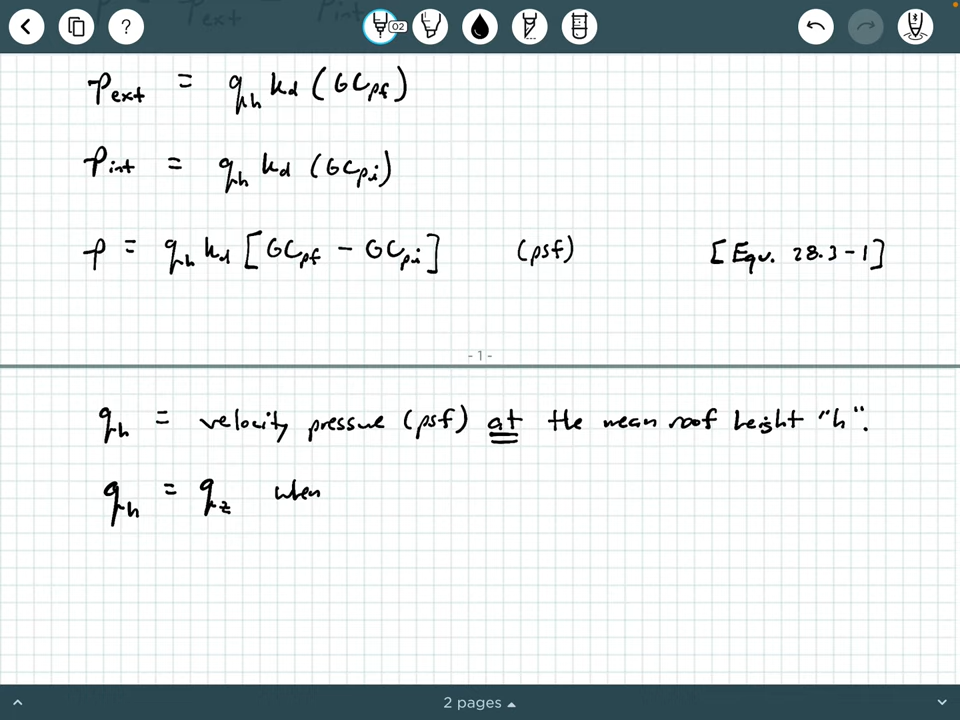 P_ext = q_h K_d (GC_pf)
P_int = q_h K_d (GC_pi)
P = q_h K_d [GC_pf - GC_pi] (psf) [Equ. 28.3-1]
- 1 -
q_h = velocity pressure (psf) at the mean roof height "h".
q_h = q_z when
2 pages